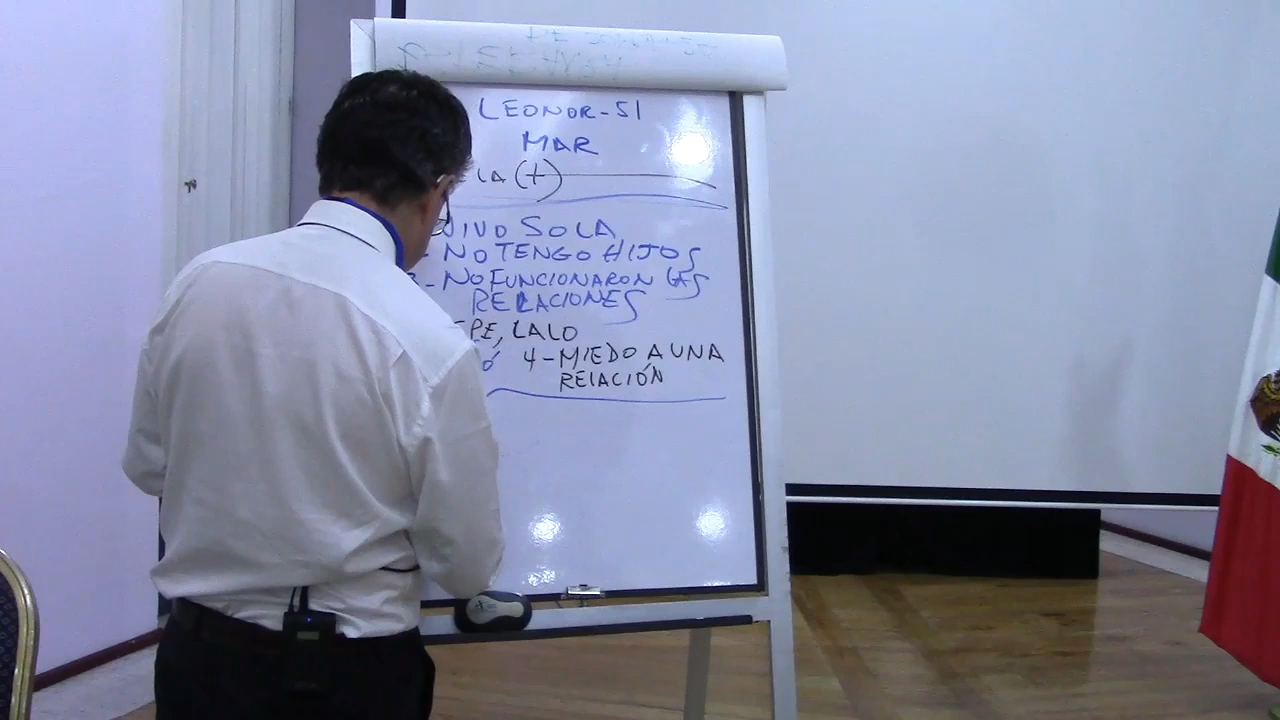 LEONOR - 51
MAR
LA (+)
VIVO SOLA
- NO TENGO HIJOS
- NO FUNCIONARON LAS
RELACIONES
PE, LALO
Ó 4 - MIEDO A UNA
RELACIÓN